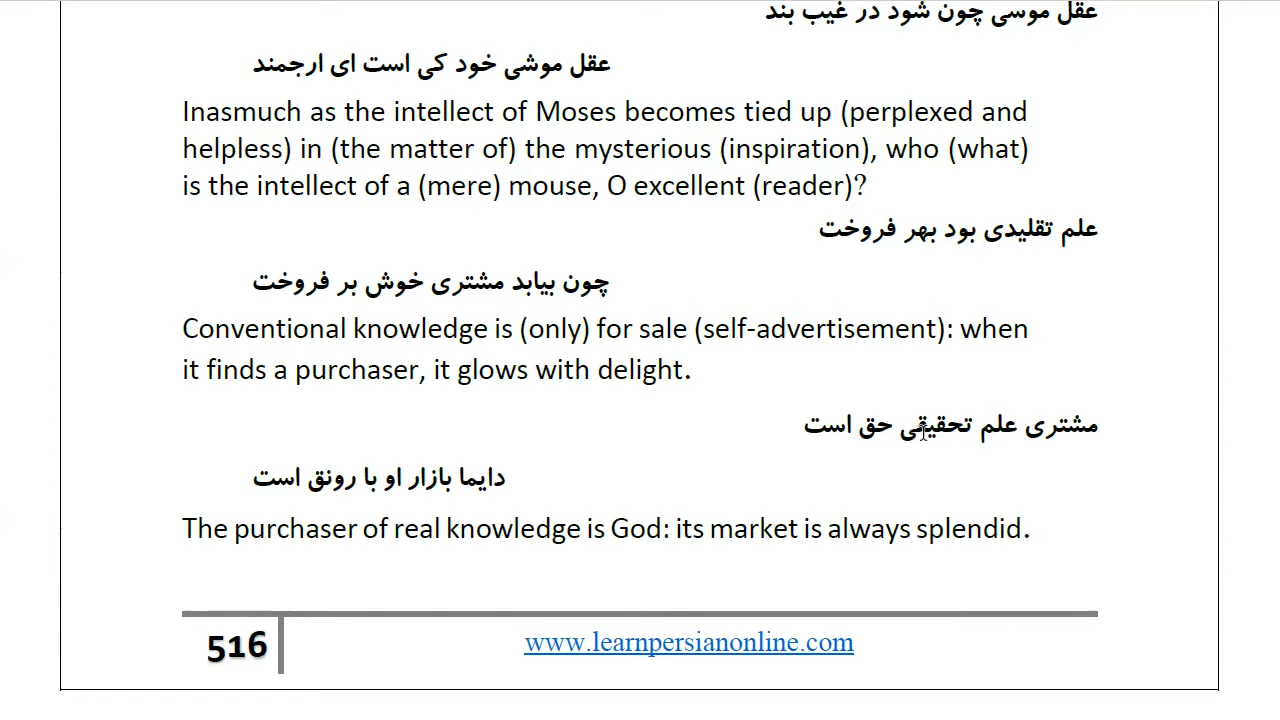 عقل موسی چون شود در غیب بند
عقل موشی خود کی است ای ارجمند
Inasmuch as the intellect of Moses becomes tied up (perplexed and
helpless) in (the matter of) the mysterious (inspiration), who (what)
is the intellect of a (mere) mouse, O excellent (reader)?
علم تقلیدی بود بهر فروخت
چون بیابد مشتری خوش بر فروخت
Conventional knowledge is (only) for sale (self-advertisement): when
it finds a purchaser, it glows with delight.
مشتری علم تحقیقی حق است
دایما بازار او با رونق است
The purchaser of real knowledge is God: its market is always splendid.
516
www.learnpersianonline.com